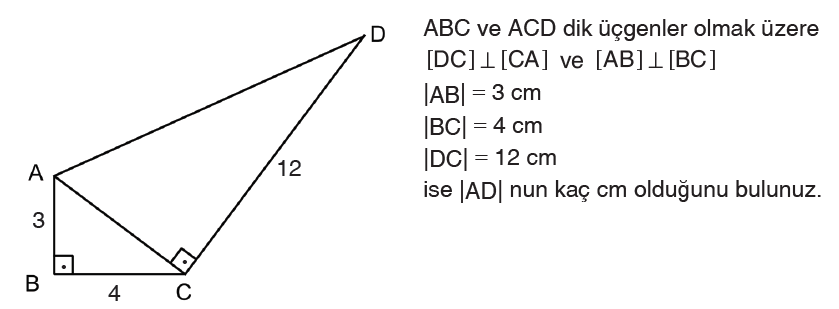 D
A
3
B
4
C
12
ABC ve ACD dik üçgenler olmak üzere
[DC] ⊥ [CA] ve [AB] ⊥ [BC]
|AB| = 3 cm
|BC| = 4 cm
|DC| = 12 cm
ise |AD| nun kaç cm olduğunu bulunuz.